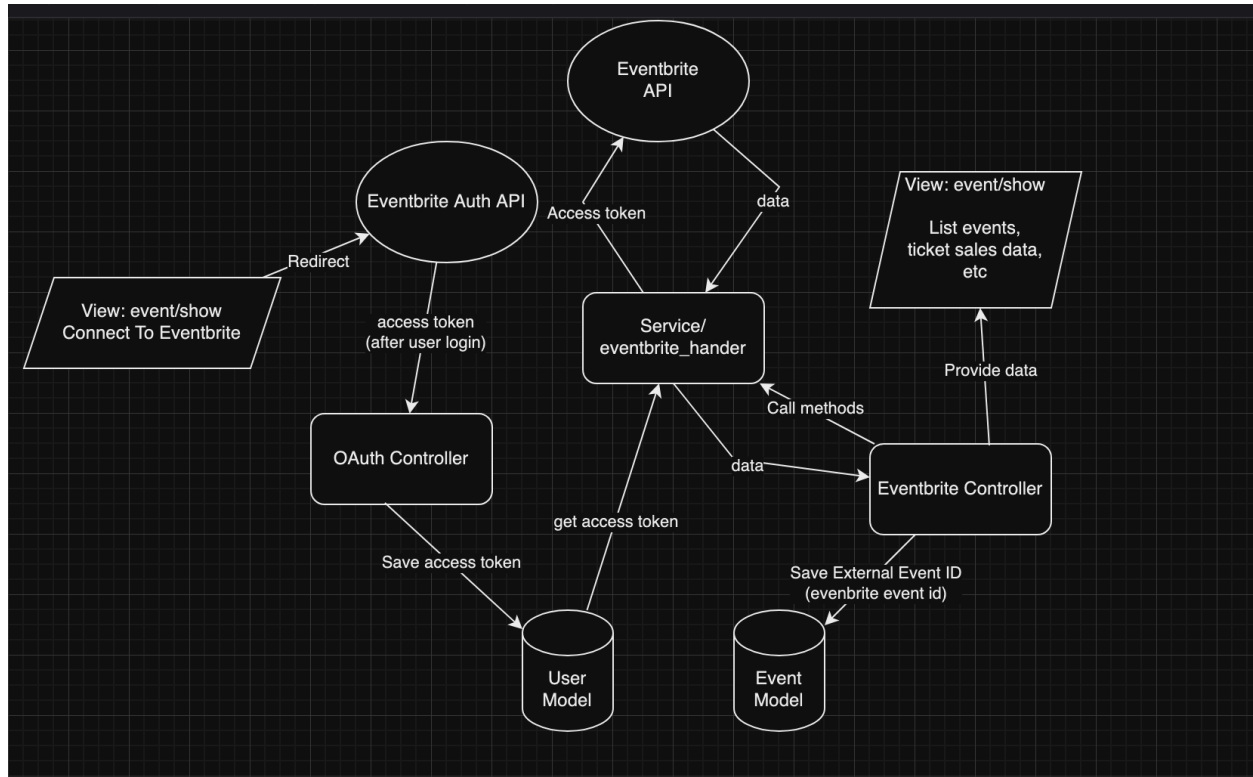 Eventbrite
API
Eventbrite Auth API
Access token
data
View: event/show
List events,
ticket sales data,
etc
Redirect
View: event/show
Connect To Eventbrite
access token
(after user login)
Service/
eventbrite_hander
Provide data
Call methods
OAuth Controller
data
Eventbrite Controller
get access token
Save access token
Save External Event ID
(evenbrite event id)
User
Model
Event
Model